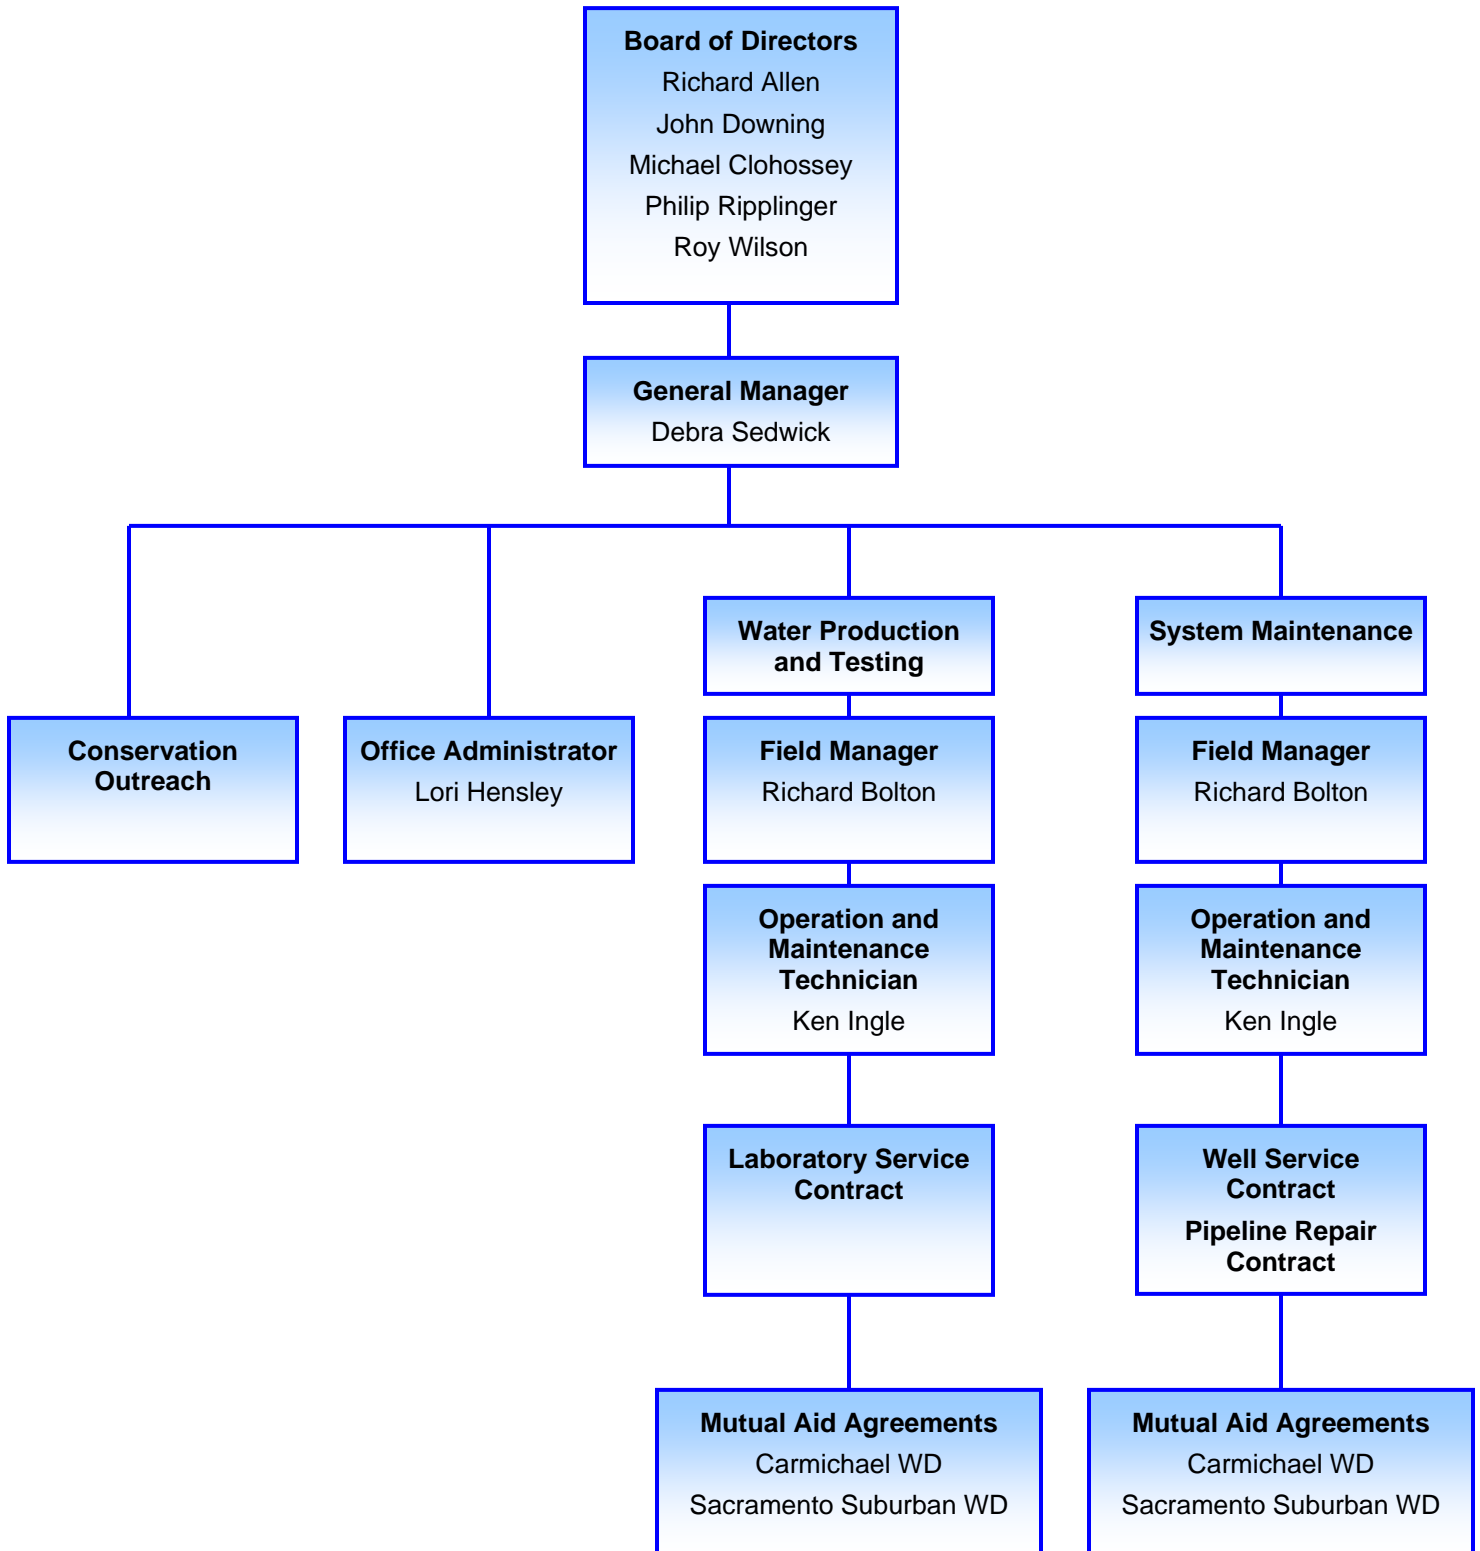 Board of Directors
Richard Allen
John Downing
Michael Clohossey
Philip Ripplinger
Roy Wilson
General Manager
Debra Sedwick
Conservation
Outreach
Office Administrator
Lori Hensley
Water Production
and Testing
Field Manager
Richard Bolton
Operation and
Maintenance
Technician
Ken Ingle
Laboratory Service
Contract
Mutual Aid Agreements
Carmichael WD
Sacramento Suburban WD
System Maintenance
Field Manager
Richard Bolton
Operation and
Maintenance
Technician
Ken Ingle
Well Service
Contract
Pipeline Repair
Contract
Mutual Aid Agreements
Carmichael WD
Sacramento Suburban WD